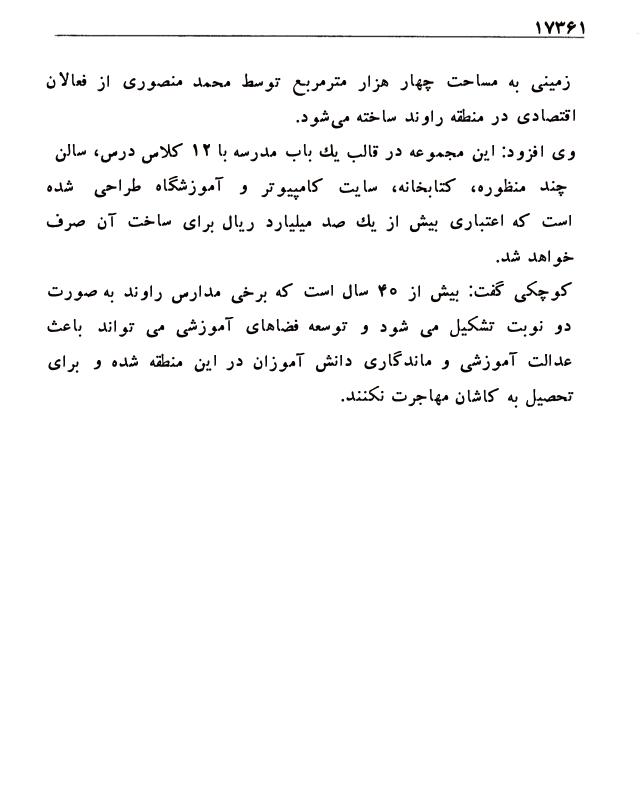 ۱۷۳۶۱
زمینی به مساحت چهار هزار مترمربع توسط محمد منصوری از فعالان
اقتصادی در منطقه راوند ساخته می‌شود.
وی افزود: این مجموعه در قالب یك باب مدرسه با ۱۲ کلاس درس، سالن
چند منظوره، کتابخانه، سایت کامپیوتر و آموزشگاه طراحی شده
است که اعتباری بیش از یك صد میلیارد ریال برای ساخت آن صرف
خواهد شد.
کوچکی گفت: بیش از ۴۰ سال است که برخی مدارس راوند به صورت
دو نوبت تشکیل می شود و توسعه فضاهای آموزشی می تواند باعث
عدالت آموزشی و ماندگاری دانش آموزان در این منطقه شده و برای
تحصیل به کاشان مهاجرت نکنند.